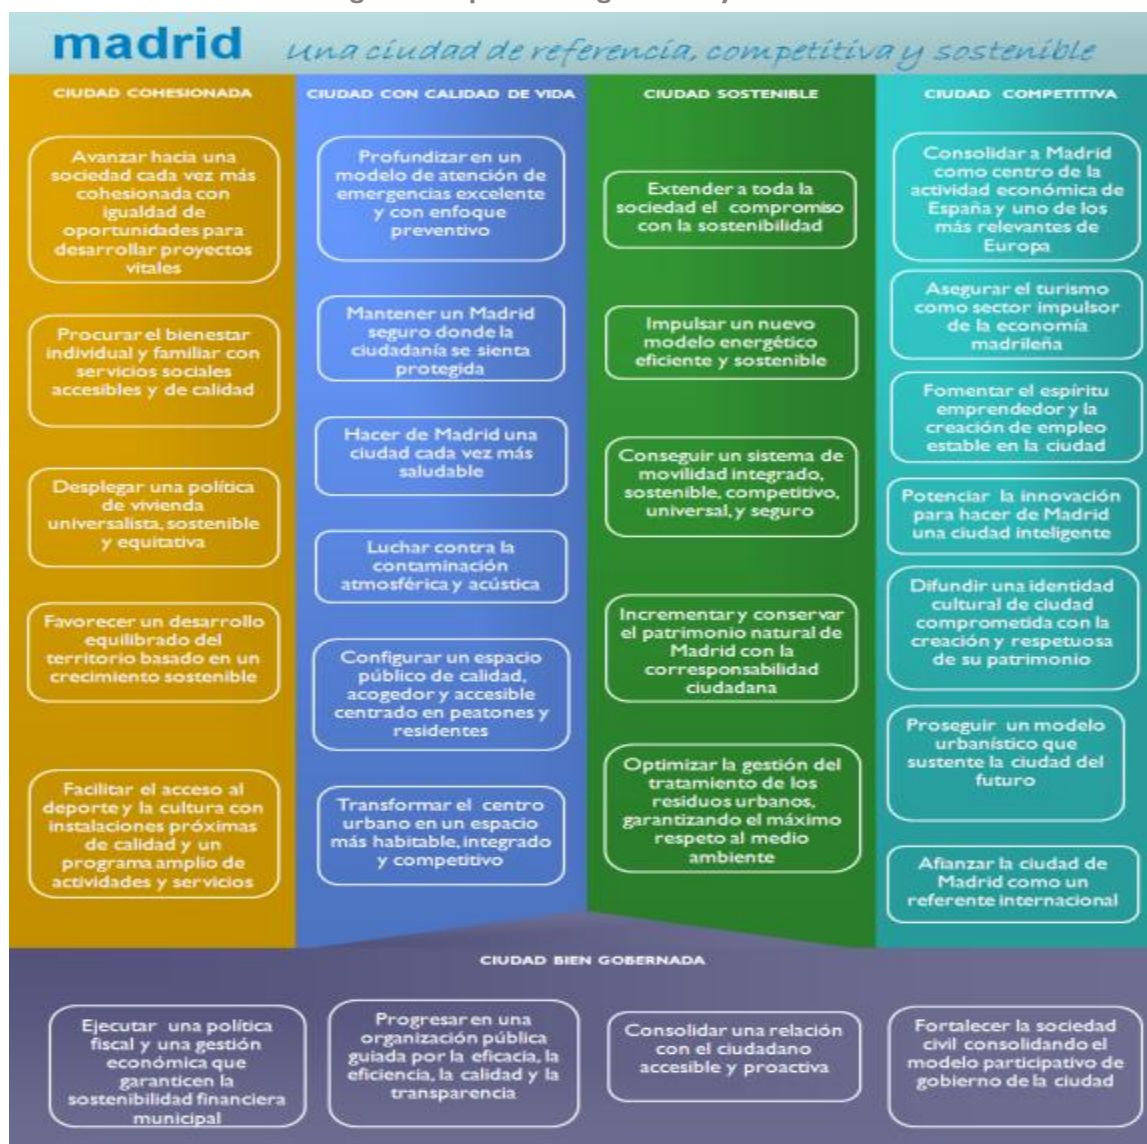 madrid una ciudad de referencia, competitiva y sostenible
CIUDAD COHESIONADA
Avanzar hacia una
sociedad cada vez más
cohesionada con
igualdad de
oportunidades para
desarrollar proyectos
vitales
Procurar el bienestar
individual y familiar con
servicios sociales
accesibles y de calidad
Desplegar una política
de vivienda
universalista, sostenible
y equitativa
Favorecer un desarrollo
equilibrado del
territorio basado en un
crecimiento sostenible
Facilitar el acceso al
deporte y la cultura con
instalaciones próximas
de calidad y un
programa amplio de
actividades y servicios
CIUDAD CON CALIDAD DE VIDA
Profundizar en un
modelo de atención de
emergencias excelente
y con enfoque
preventivo
Mantener un Madrid
seguro donde la
ciudadanía se sienta
protegida
Hacer de Madrid una
ciudad cada vez más
saludable
Luchar contra la
contaminación
atmosférica y acústica
Configurar un espacio
público de calidad,
acogedor y accesible
centrado en peatones y
residentes
Transformar el centro
urbano en un espacio
más habitable, integrado
y competitivo
CIUDAD SOSTENIBLE
Extender a toda la
sociedad el compromiso
con la sostenibilidad
Impulsar un nuevo
modelo energético
eficiente y sostenible
Conseguir un sistema de
movilidad integrado,
sostenible, competitivo,
universal, y seguro
Incrementar y conservar
el patrimonio natural de
Madrid con la
corresponsabilidad
ciudadana
Optimizar la gestión del
tratamiento de los
residuos urbanos,
garantizando el máximo
respeto al medio
ambiente
CIUDAD COMPETITIVA
Consolidar a Madrid
como centro de la
actividad económica de
España y uno de los
más relevantes de
Europa
Asegurar el turismo
como sector impulsor
de la economía
madrileña
Fomentar el espíritu
emprendedor y la
creación de empleo
estable en la ciudad
Potenciar la innovación
para hacer de Madrid
una ciudad inteligente
Difundir una identidad
cultural de ciudad
comprometida con la
creación y respetuosa
de su patrimonio
Proseguir un modelo
urbanístico que
sustente la ciudad del
futuro
Afianzar la ciudad de
Madrid como un
referente internacional
CIUDAD BIEN GOBERNADA
Ejecutar una política
fiscal y una gestión
económica que
garanticen la
sostenibilidad financiera
municipal
Progresar en una
organización pública
guiada por la eficacia, la
eficiencia, la calidad y la
transparencia
Consolidar una relación
con el ciudadano
accesible y proactiva
Fortalecer la sociedad
civil consolidando el
modelo participativo de
gobierno de la ciudad